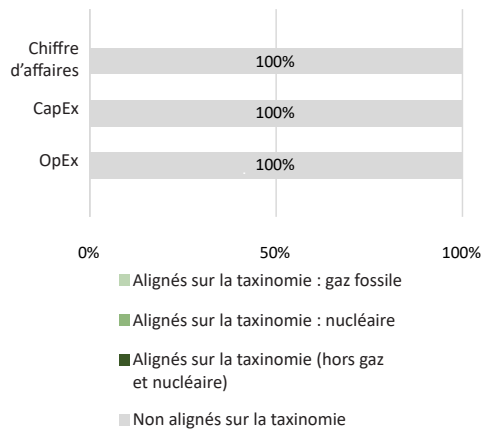 Chiffre
d'affaires
100%
CapEx
100%
OpEx
100%
0%
50%
100%
Alignés sur la taxinomie : gaz fossile
Alignés sur la taxinomie : nucléaire
Alignés sur la taxinomie (hors gaz
et nucléaire)
Non alignés sur la taxinomie